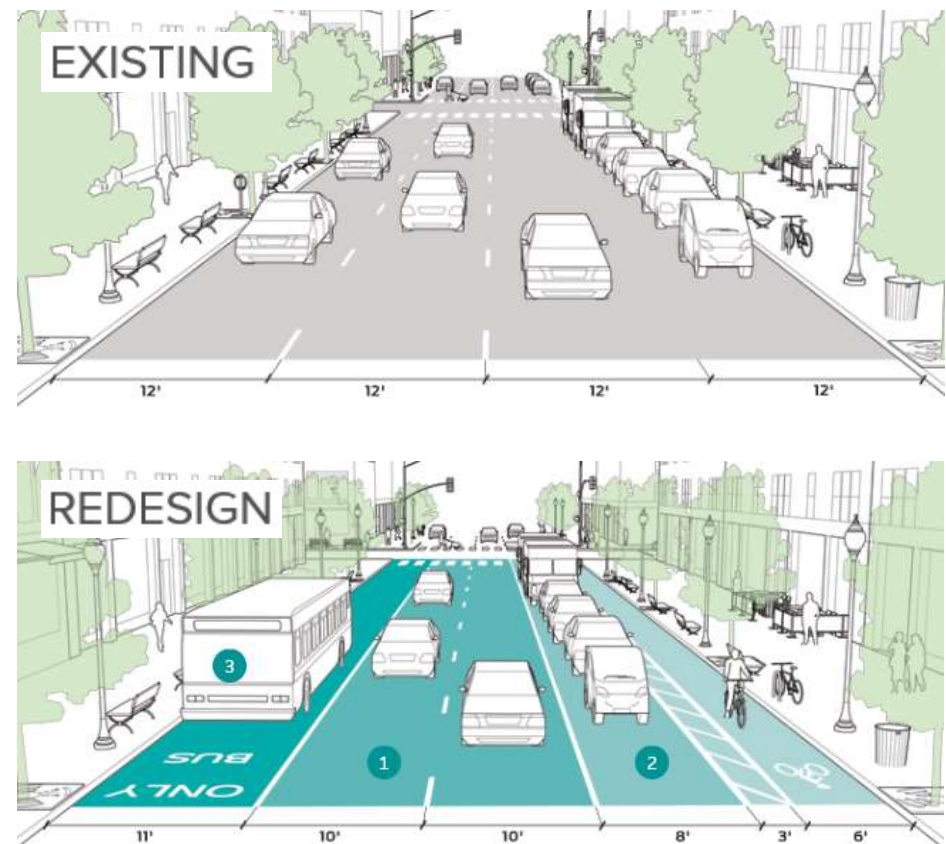 EXISTING
12' 12' 12' 12'
REDESIGN
3
BUS
ONLY
1
2
11' 10' 10' 8' 3' 6'